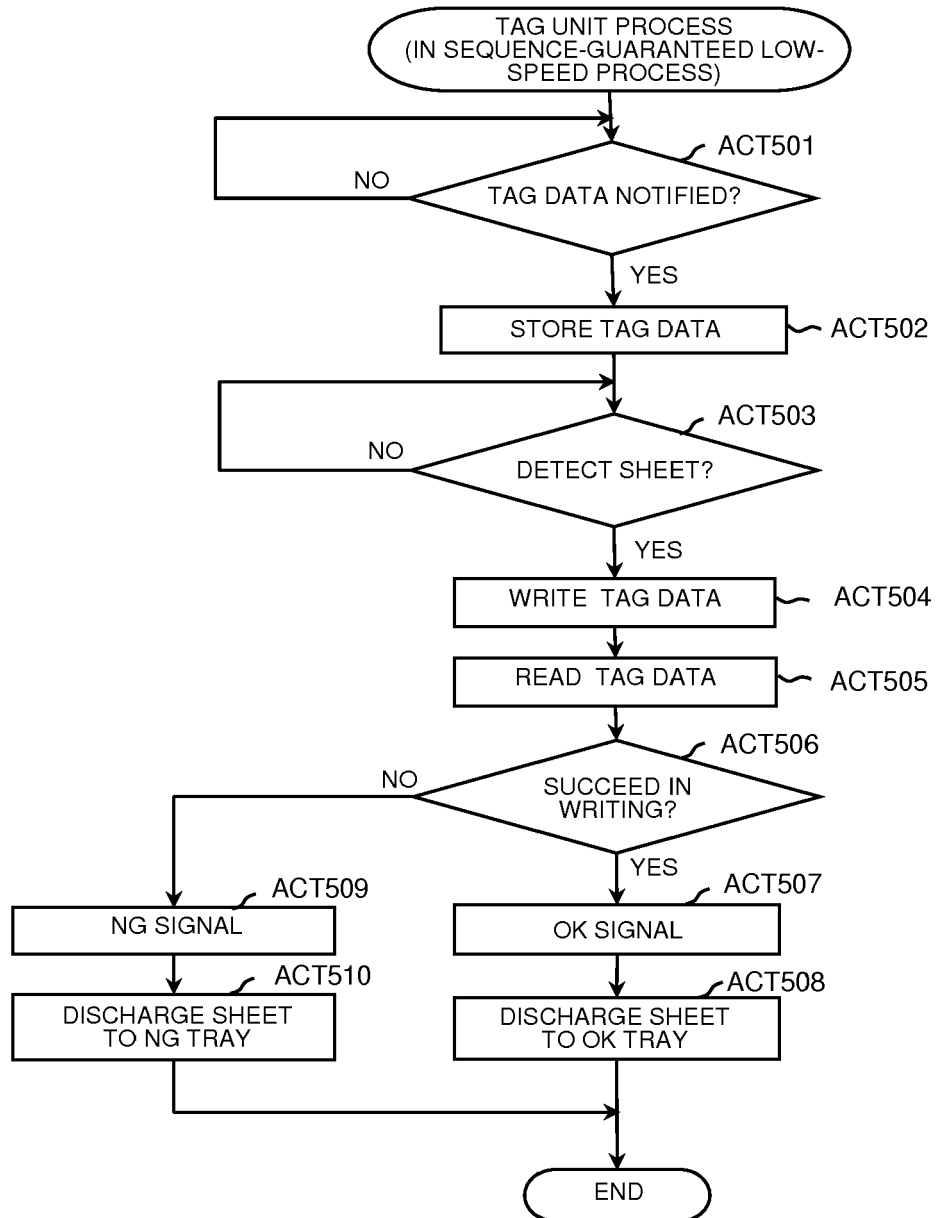 TAG UNIT PROCESS
(IN SEQUENCE-GUARANTEED LOW-
SPEED PROCESS)
ACT501
NO
TAG DATA NOTIFIED?
YES
STORE TAG DATA
ACT502
ACT503
NO
DETECT SHEET?
YES
WRITE TAG DATA
ACT504
READ TAG DATA
ACT505
ACT506
NO
SUCCEED IN
WRITING?
YES
ACT509
ACT507
NG SIGNAL
OK SIGNAL
ACT510
ACT508
DISCHARGE SHEET
TO NG TRAY
DISCHARGE SHEET
TO OK TRAY
END